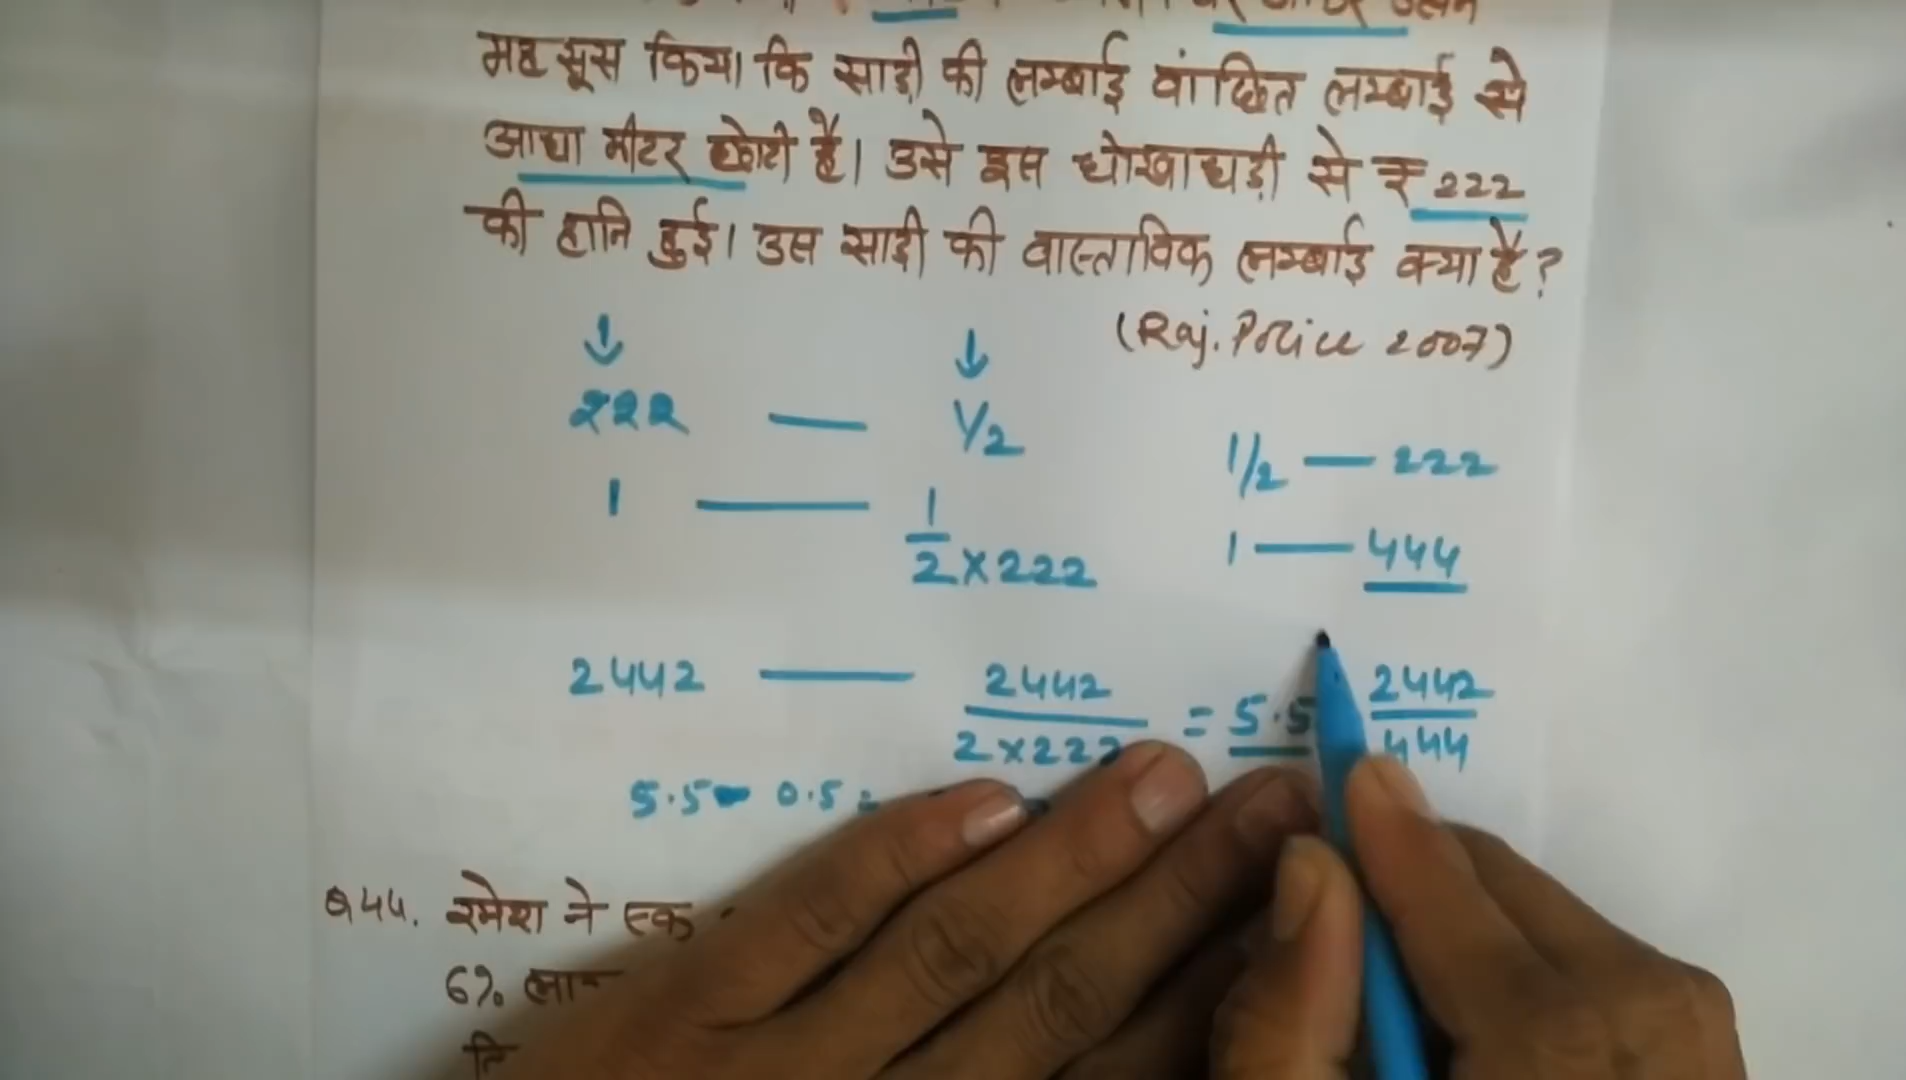 महसूस किया कि साड़ी की लम्बाई वांछित लम्बाई से
आधा मीटर छोटी है। उसे इस धोखाधड़ी से ₹ 222
की हानि हुई। उस साड़ी की वास्तविक लम्बाई क्या है?
(Raj. Police 2007)
222 — 1/2
1/2 — 222
1 — 1/2 x 222
1 — 444
2442 — 2442/2x222 = 5.5
2442/444
5.5 - 0.5 =
Q44. रमेश ने एक
6%